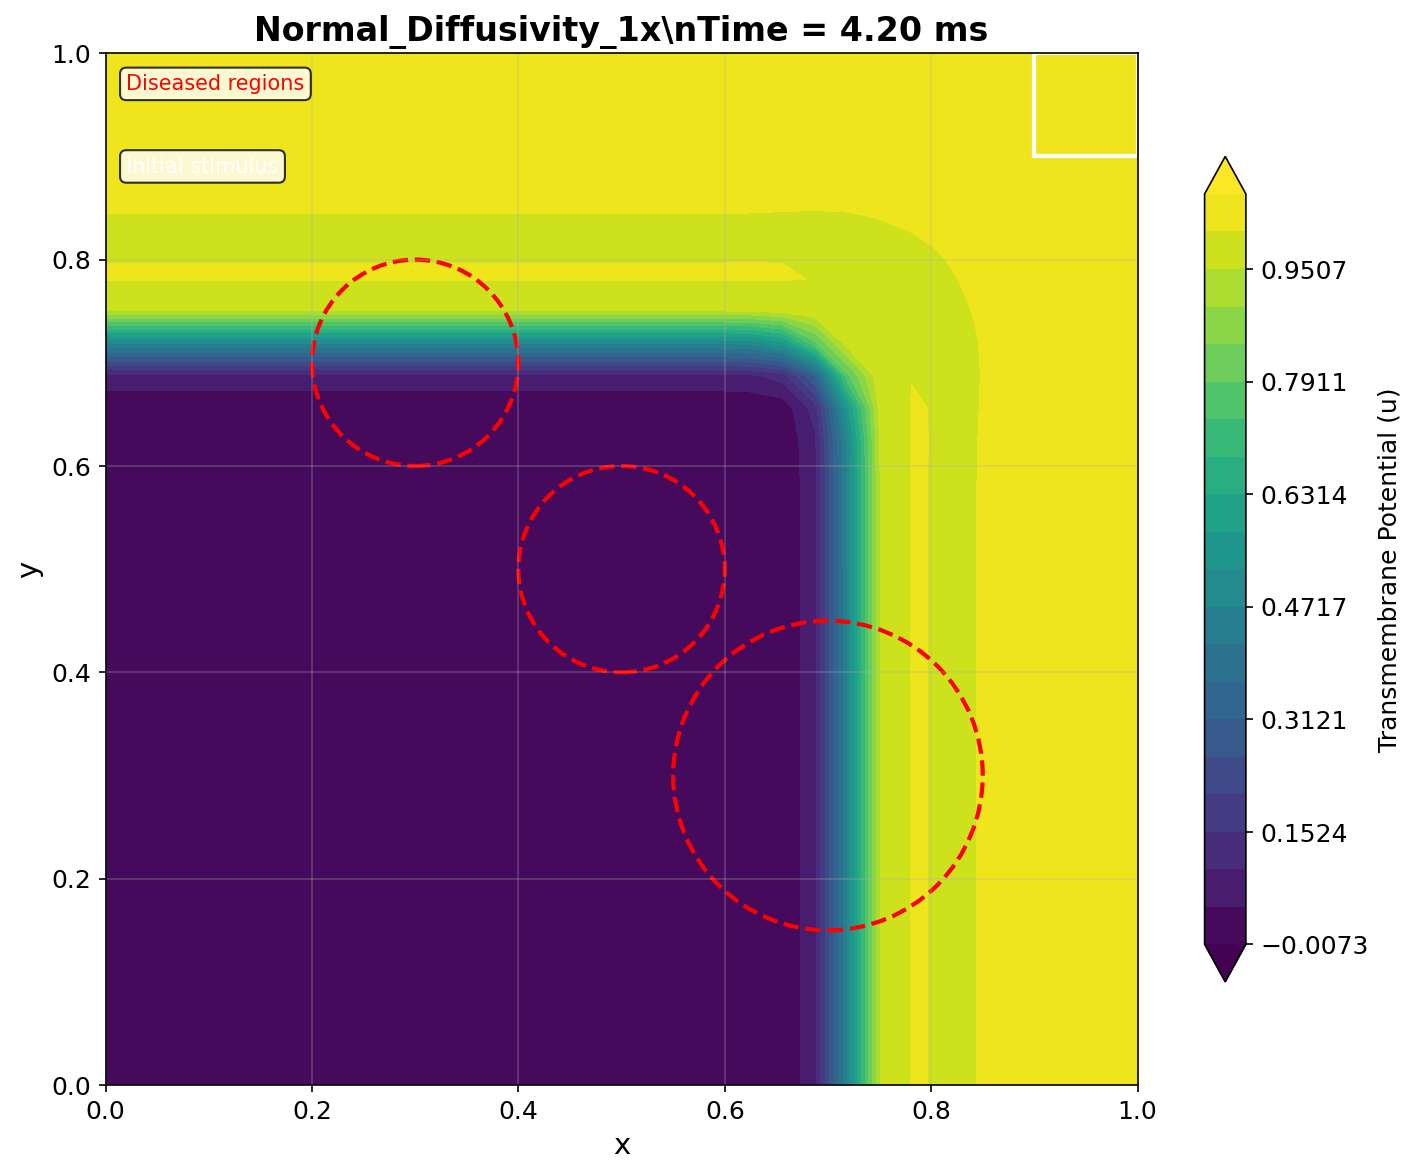 Normal_Diffusivity_1x\nTime = 4.20 ms
Diseased regions
Initial stimulus
1.0
0.8
0.6
0.4
0.2
0.0
y
0.0 0.2 0.4 0.6 0.8 1.0
x
0.9507
0.7911
0.6314
0.4717
0.3121
0.1524
−0.0073
Transmembrane Potential (u)